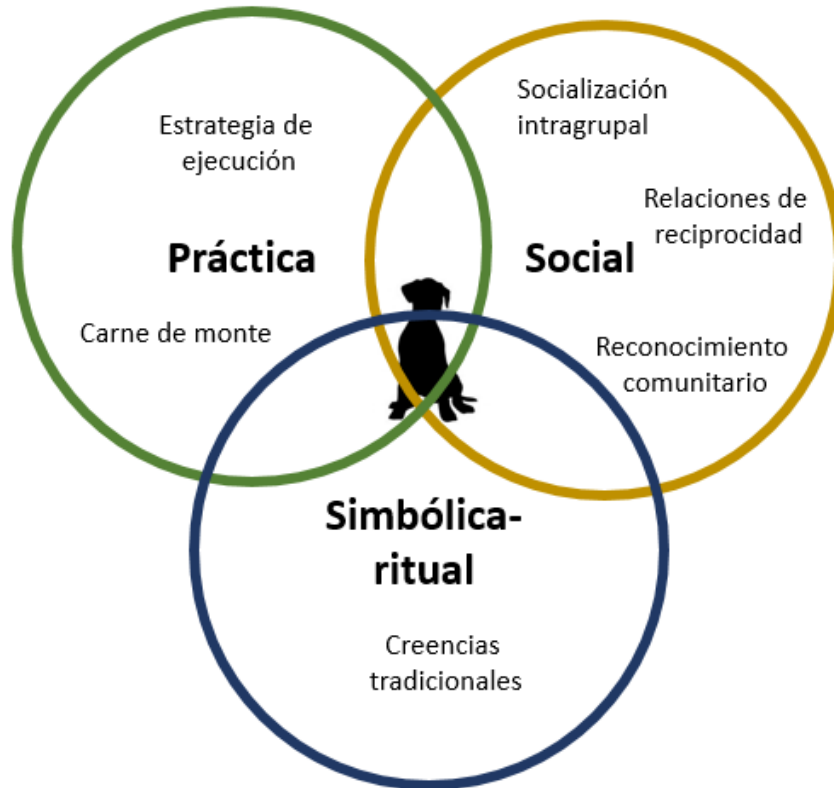 Estrategia de
ejecución
Práctica
Carne de monte
Socialización
intragrupal
Relaciones de
reciprocidad
Social
Reconocimiento
comunitario
Simbólica-
ritual
Creencias
tradicionales